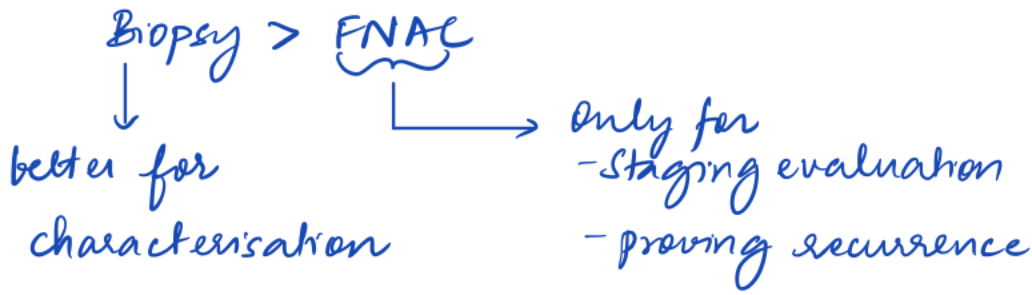 Biopsy > FNAC
better for
characterisation
only for
- Staging evaluation
- proving recurrence